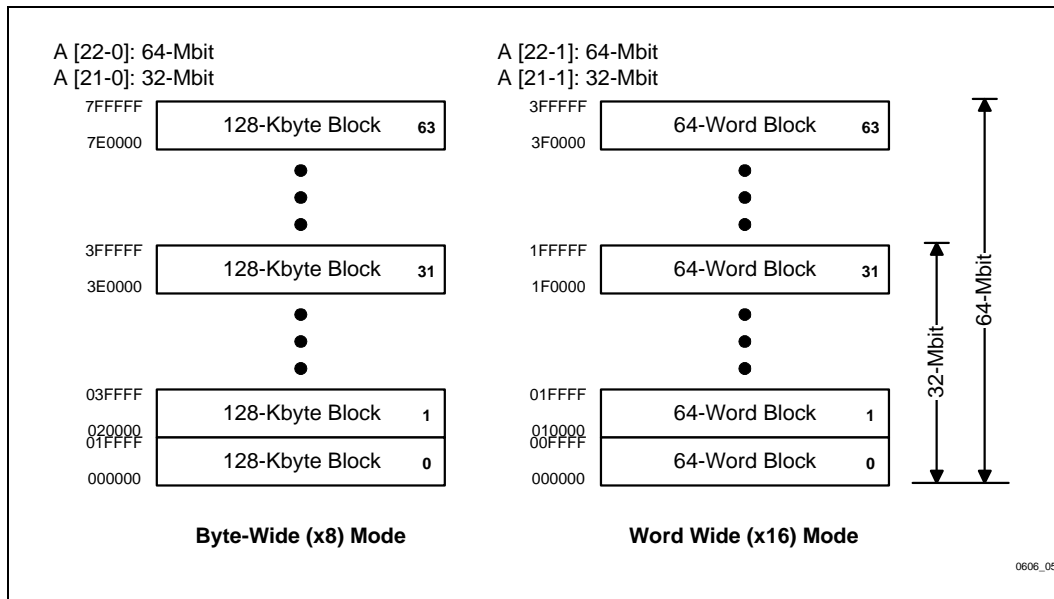 A [22-0]: 64-Mbit
A [21-0]: 32-Mbit
A [22-1]: 64-Mbit
A [21-1]: 32-Mbit
7FFFFF
128-Kbyte Block 63
7E0000
3FFFFF
64-Word Block 63
3F0000
3FFFFF
128-Kbyte Block 31
3E0000
1FFFFF
64-Word Block 31
1F0000
03FFFF
128-Kbyte Block 1
020000
01FFFF
128-Kbyte Block 0
000000
01FFFF
64-Word Block 1
010000
00FFFF
64-Word Block 0
000000
32-Mbit
64-Mbit
Byte-Wide (x8) Mode
Word Wide (x16) Mode
0606_05